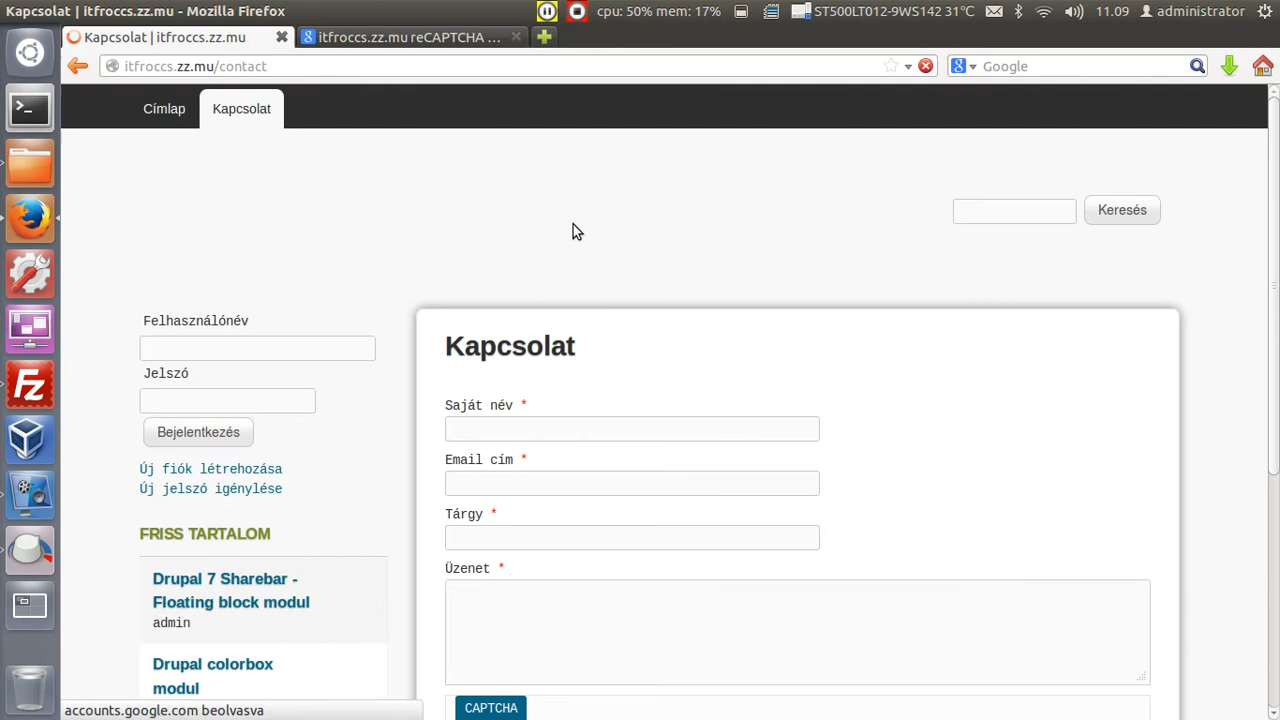 Kapcsolat | itfroccs.zz.mu - Mozilla Firefox
cpu: 50% mem: 17%
ST500LT012-9WS142 31°C
11.09
administrator
Kapcsolat | itfroccs.zz.mu
itfroccs.zz.mu reCAPTCHA ...
itfroccs.zz.mu/contact
Google
Címlap
Kapcsolat
Keresés
Felhasználónév
Jelszó
Bejelentkezés
Új fiók létrehozása
Új jelszó igénylése
FRISS TARTALOM
Drupal 7 Sharebar -
Floating block modul
admin
Drupal colorbox
modul
Kapcsolat
Saját név *
Email cím *
Tárgy *
Üzenet *
CAPTCHA
accounts.google.com beolvasva